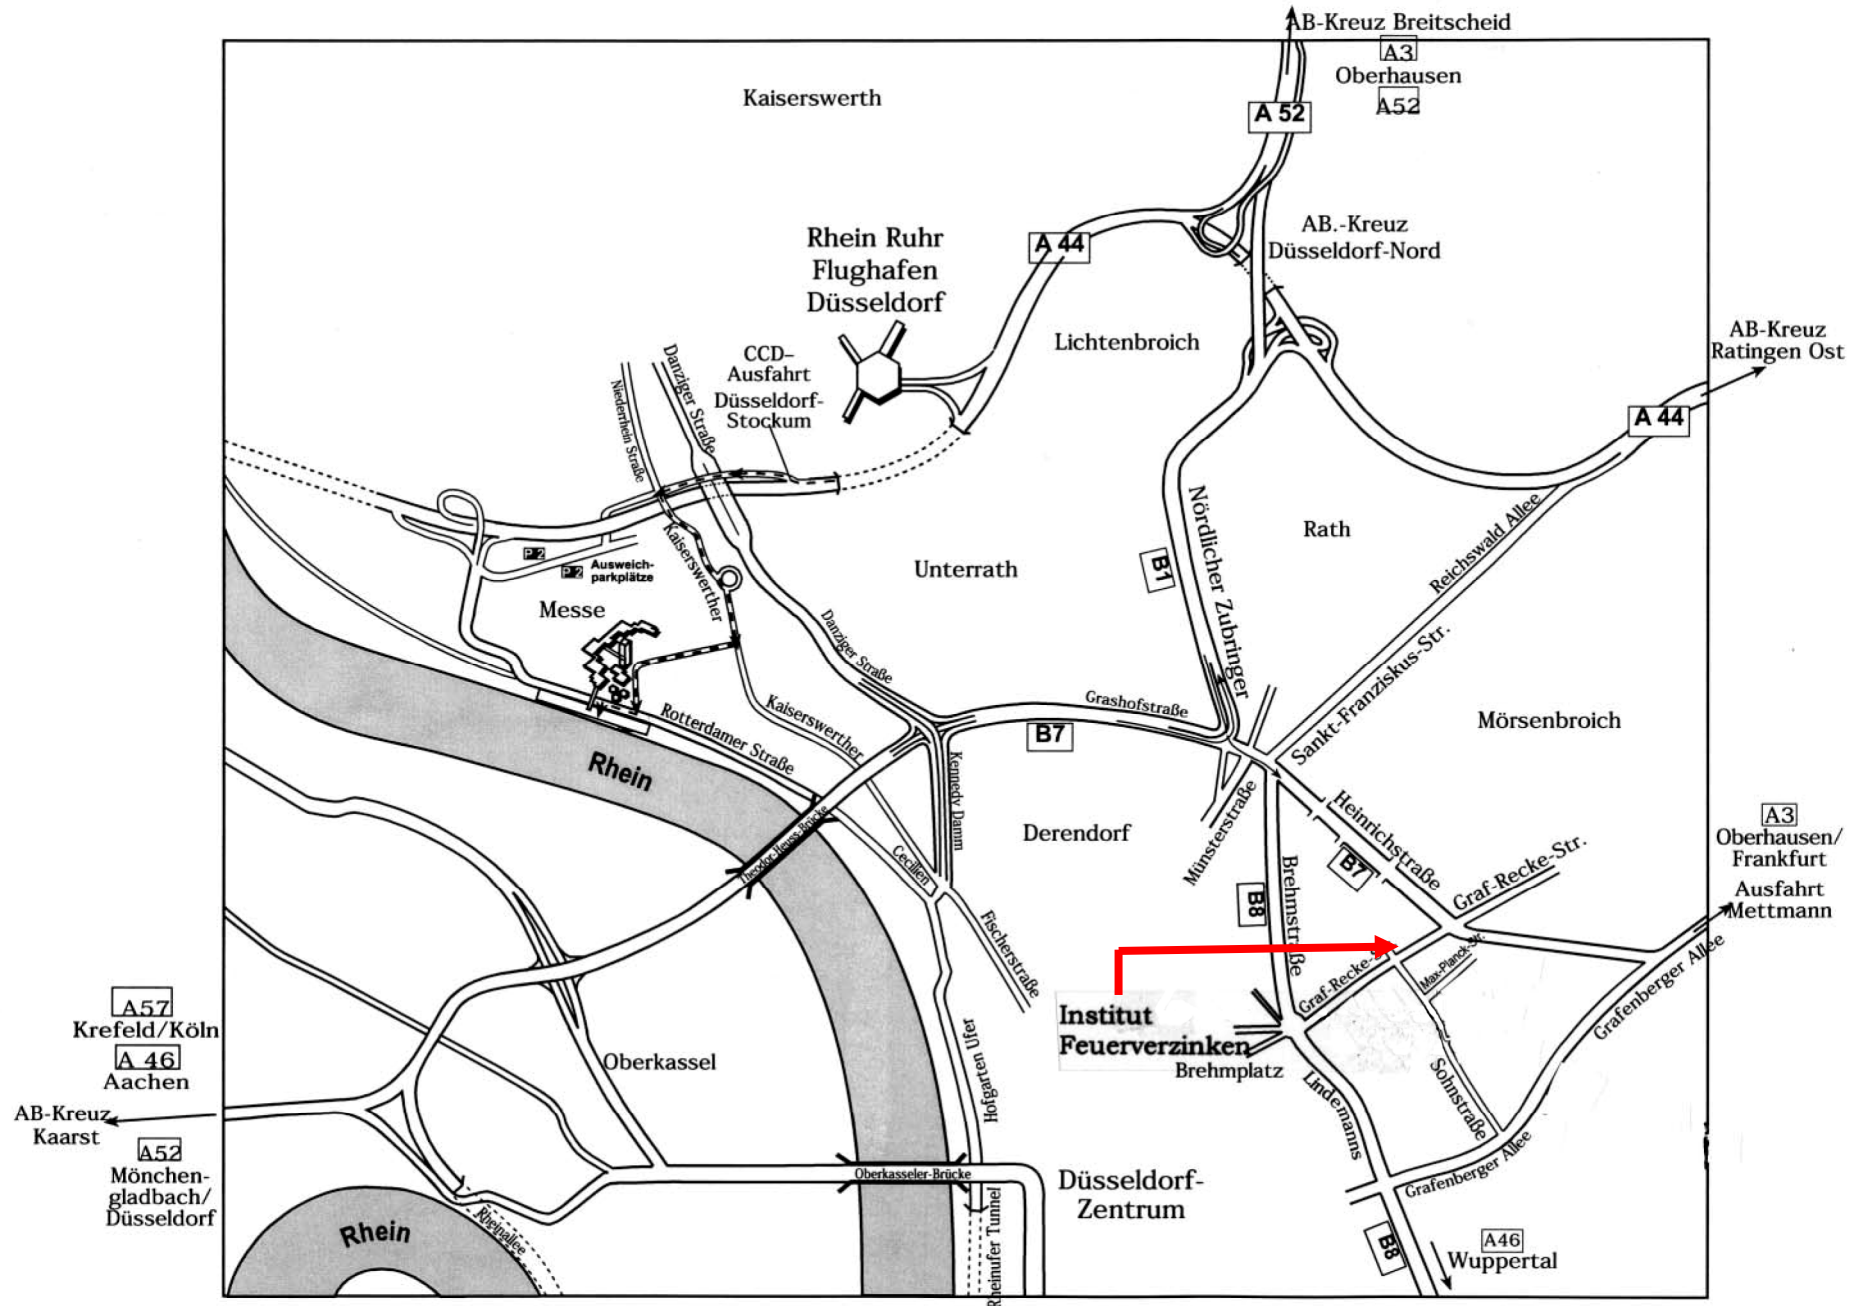 AB-Kreuz Breitscheid
A3
Oberhausen
A52
Kaiserswerth
A 52
Rhein Ruhr
Flughafen
Düsseldorf
A 44
AB.-Kreuz
Düsseldorf-Nord
Lichtenbroich
AB-Kreuz
Ratingen Ost
A 44
CCD–
Ausfahrt
Düsseldorf-
Stockum
Danziger Straße
Niederrhein Straße
Kaiserswerther
P 2
P 2
Ausweich-
parkplätze
Messe
Unterrath
B1
Nördlicher Zubringer
Rath
Reichswald Allee
Sankt-Franziskus-Str.
Mörsenbroich
Danziger Straße
Grashofstraße
B7
Kaiserswerther
Rotterdamer Straße
Rhein
Kennedy Damm
Derendorf
Münsterstraße
Heinrichstraße
B7
Graf-Recke-Str.
A3
Oberhausen/
Frankfurt
Ausfahrt
Mettmann
Theodor-Heuss-Brücke
Cecilien
Fischerstraße
B8
Brehmstraße
Graf-Recke-S
Max-Planck-Str.
Grafenberger Allee
A57
Krefeld/Köln
A 46
Aachen
AB-Kreuz
Kaarst
A52
Mönchen-
gladbach/
Düsseldorf
Oberkassel
Hofgarten Ufer
Institut
Feuerverzinken
Brehmplatz
Lindemanns
Sohnstraße
Grafenberger Allee
Oberkasseler-Brücke
Düsseldorf-
Zentrum
Rheinufer Tunnel
Rheinallee
Rhein
B8
A46
Wuppertal